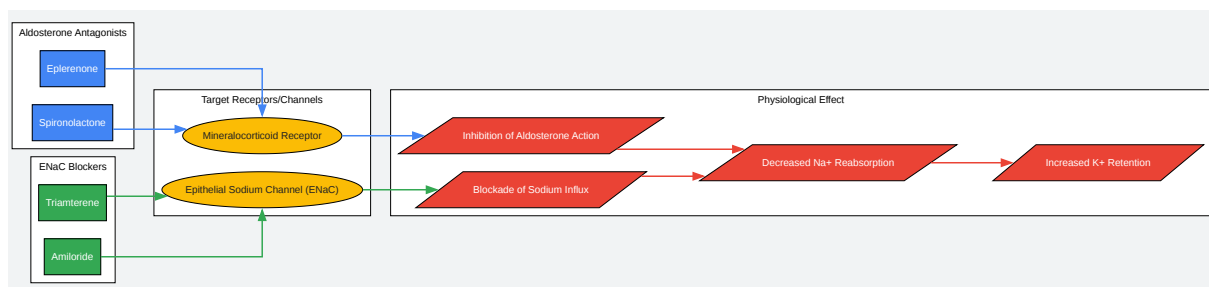 Aldosterone Antagonists
Eplerenone
Spironolactone
ENaC Blockers
Triamterene
Amiloride
Target Receptors/Channels
Mineralocorticoid Receptor
Epithelial Sodium Channel (ENaC)
Physiological Effect
Inhibition of Aldosterone Action
Blockade of Sodium Influx
Decreased Na+ Reabsorption
Increased K+ Retention